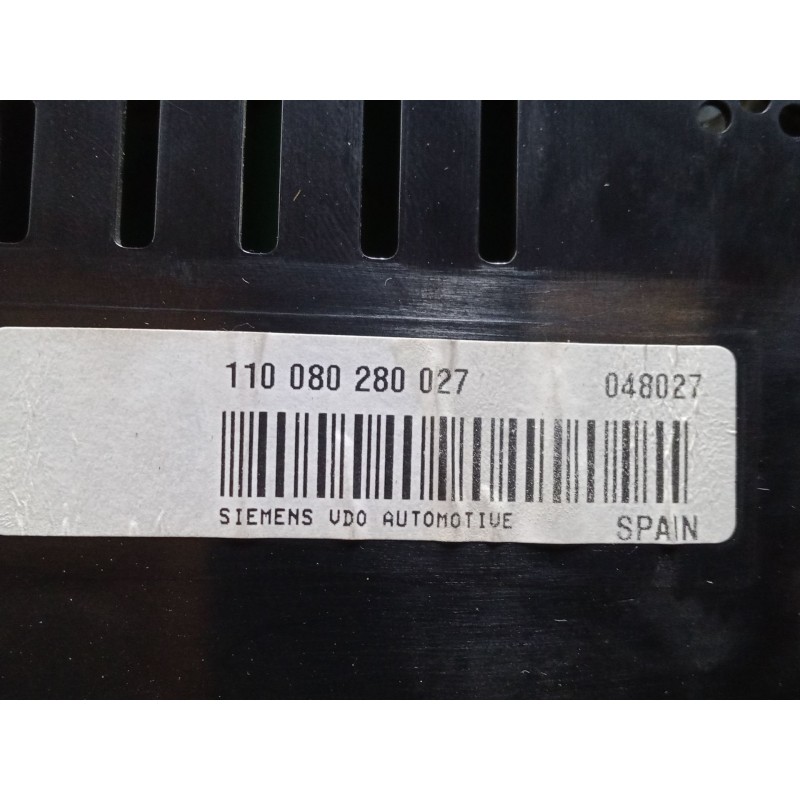 110 080 280 027 048027
SIEMENS VDO AUTOMOTIVE SPAIN